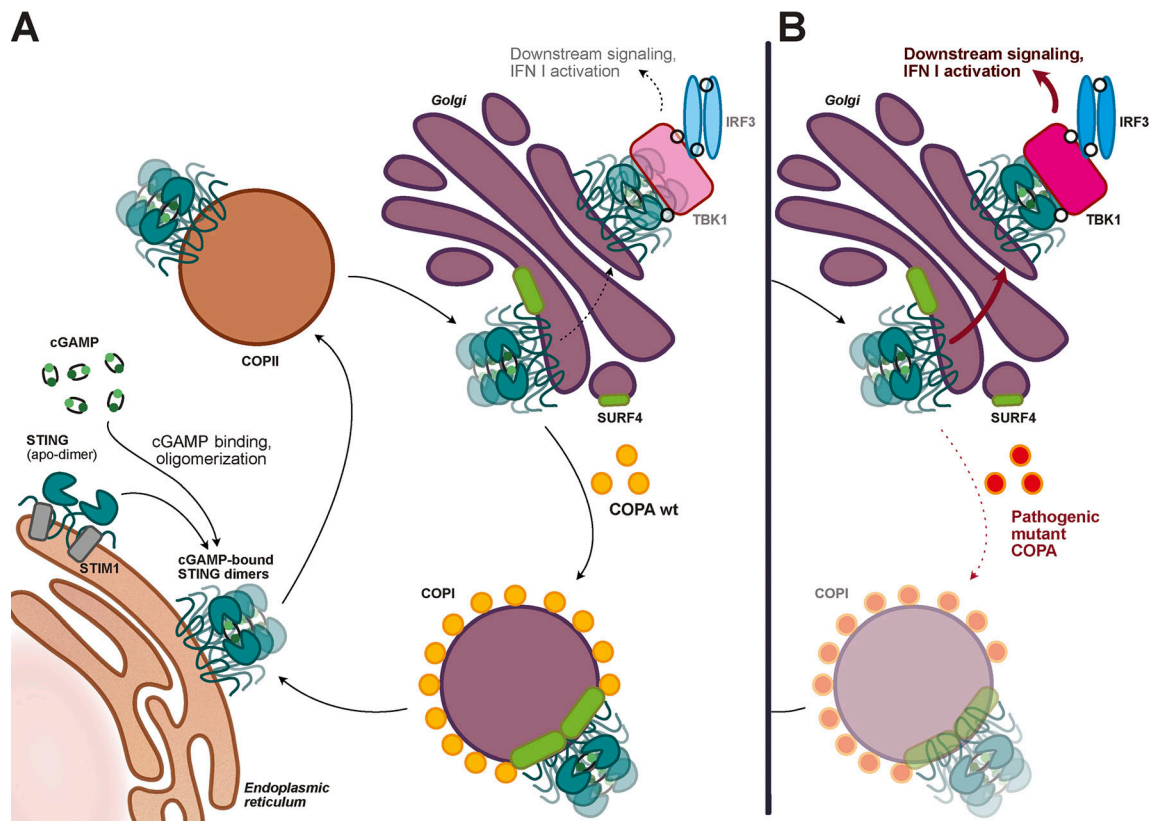 A
Downstream signaling,
IFN I activation
Golgi
IRF3
TBK1
COPII
cGAMP
cGAMP binding,
oligomerization
STING
(apo-dimer)
STIM1
cGAMP-bound
STING dimers
SURF4
COPA wt
COPI
Endoplasmic
reticulum
B
Downstream signaling,
IFN I activation
Golgi
IRF3
TBK1
SURF4
Pathogenic
mutant
COPA
COPI